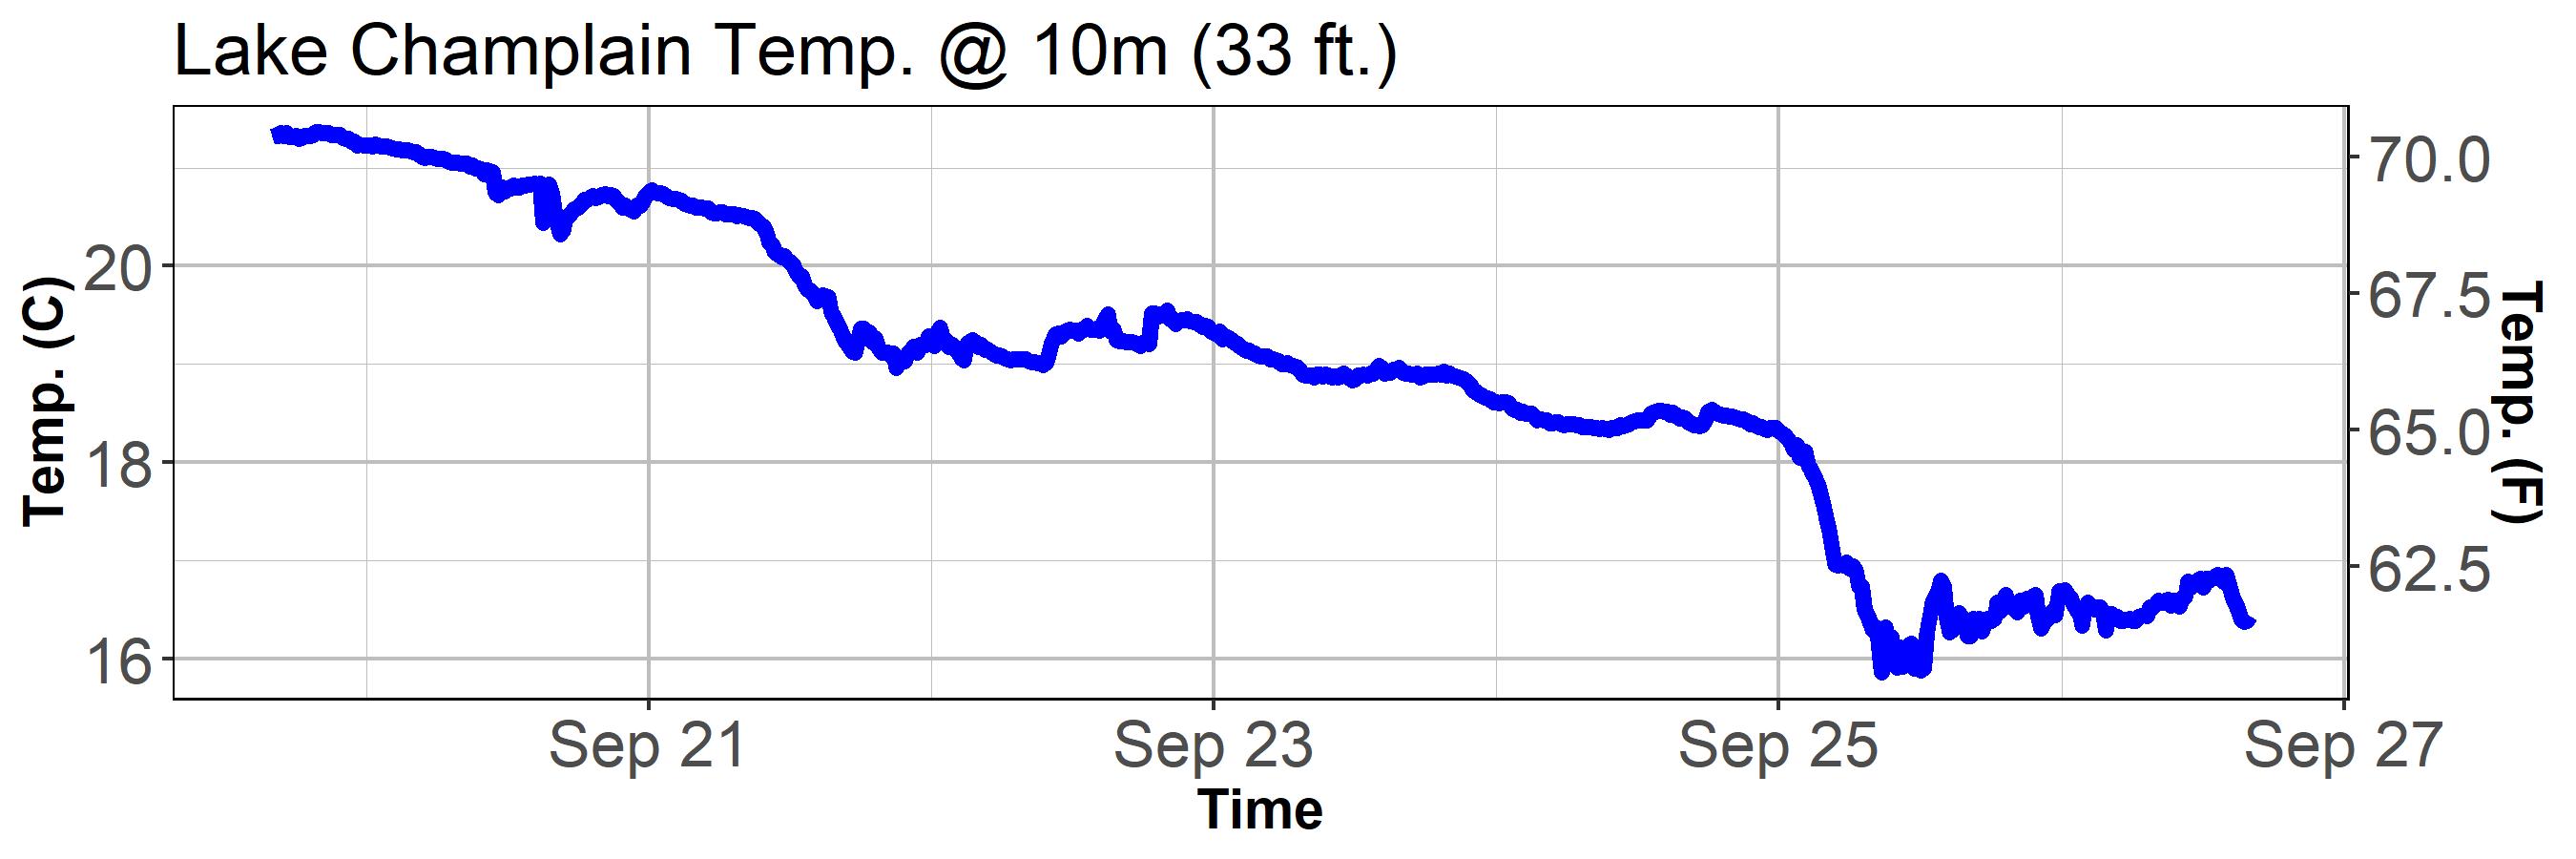 Lake Champlain Temp. @ 10m (33 ft.)
Temp. (C)
20
18
16
70.0
67.5
65.0
62.5
Temp. (F)
Sep 21
Sep 23
Sep 25
Sep 27
Time